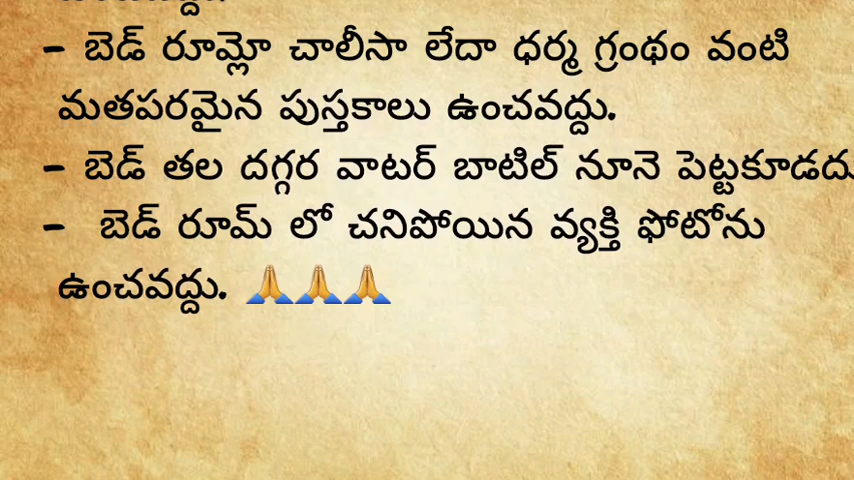 - బెడ్ రూమ్లో చాలీసా లేదా ధర్మ గ్రంథం వంటి
మతపరమైన పుస్తకాలు ఉంచవద్దు.
- బెడ్ తల దగ్గర వాటర్ బాటిల్ నూనె పెట్టకూడదు
- బెడ్ రూమ్ లో చనిపోయిన వ్యక్తి ఫోటోను
ఉంచవద్దు. 🙏🙏🙏